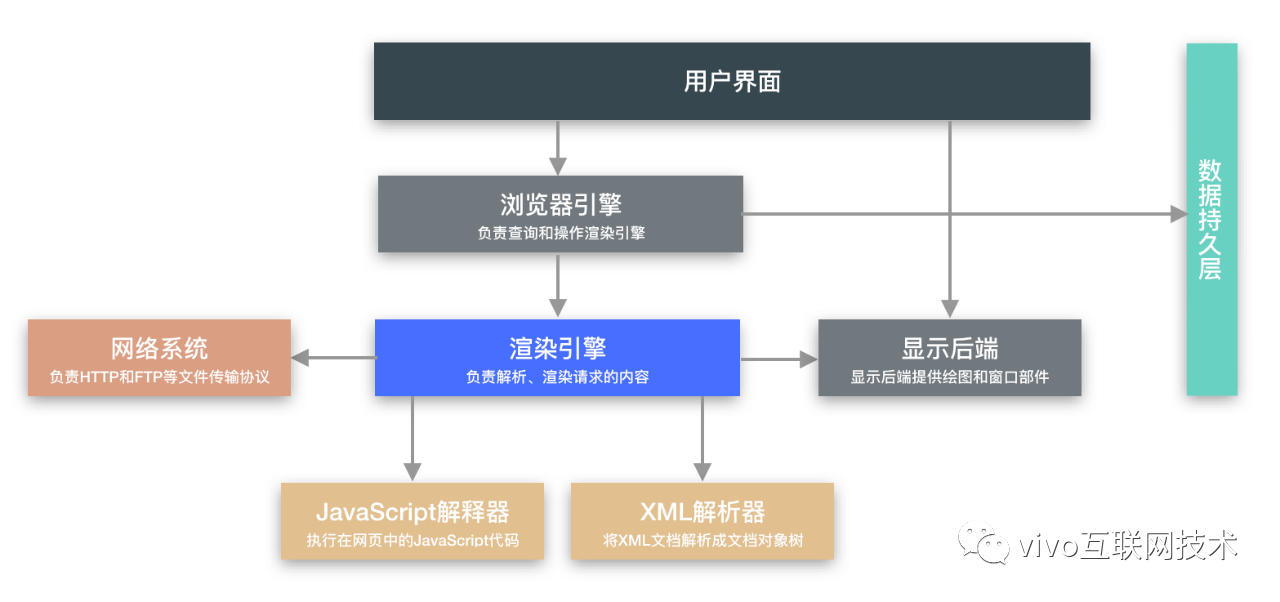 用户界面
数据持久层
浏览器引擎
负责查询和操作渲染引擎
网络系统
负责HTTP和FTP等文件传输协议
渲染引擎
负责解析、渲染请求的内容
显示后端
显示后端提供绘图和窗口部件
JavaScript解释器
执行在网页中的JavaScript代码
XML解析器
将XML文档解析成文档对象树
vivo互联网技术